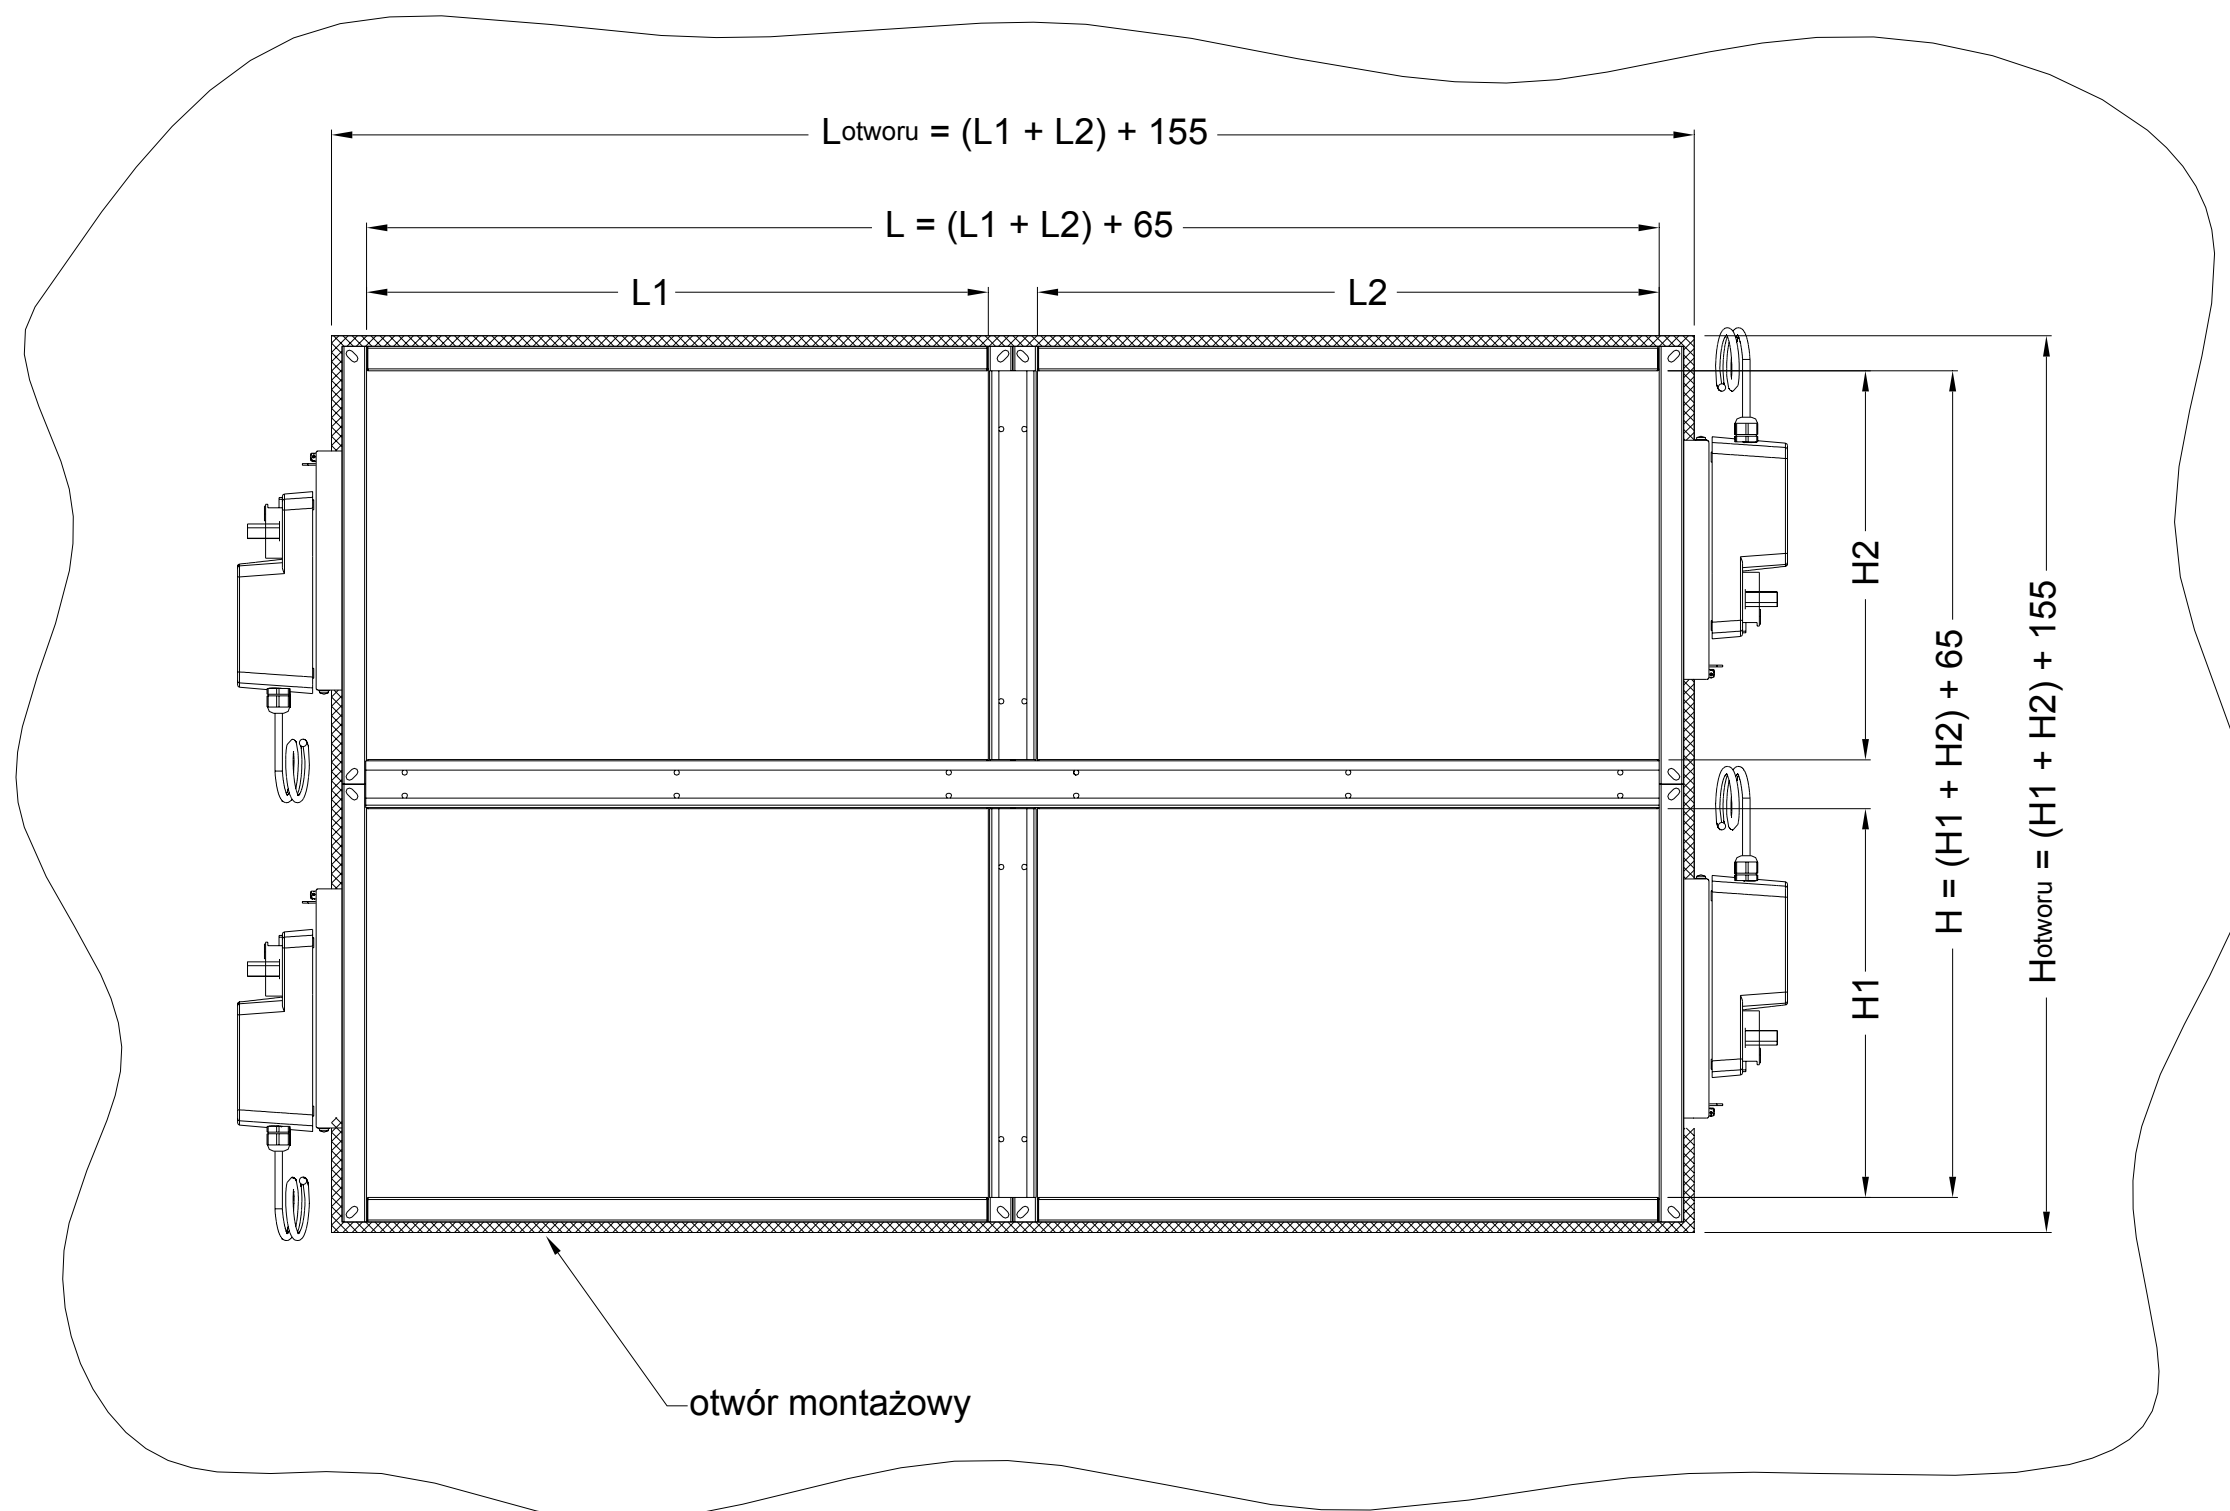 Lotworu = (L1 + L2) + 155
L = (L1 + L2) + 65
L1
L2
H2
H1
H = (H1 + H2) + 65
Hotworu = (H1 + H2) + 155
otwór montażowy